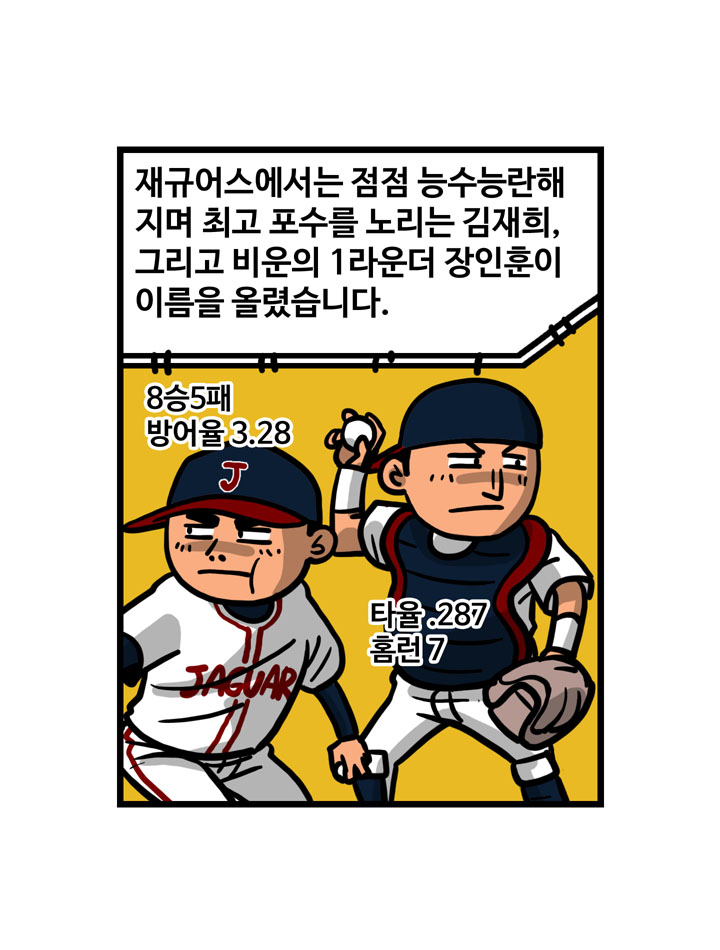 재규어스에서는 점점 능수능란해
지며 최고 포수를 노리는 김재희,
그리고 비운의 1라운더 장인훈이
이름을 올렸습니다.
8승5패
방어율 3.28
J
JAGUAR
타율 .287
홈런 7